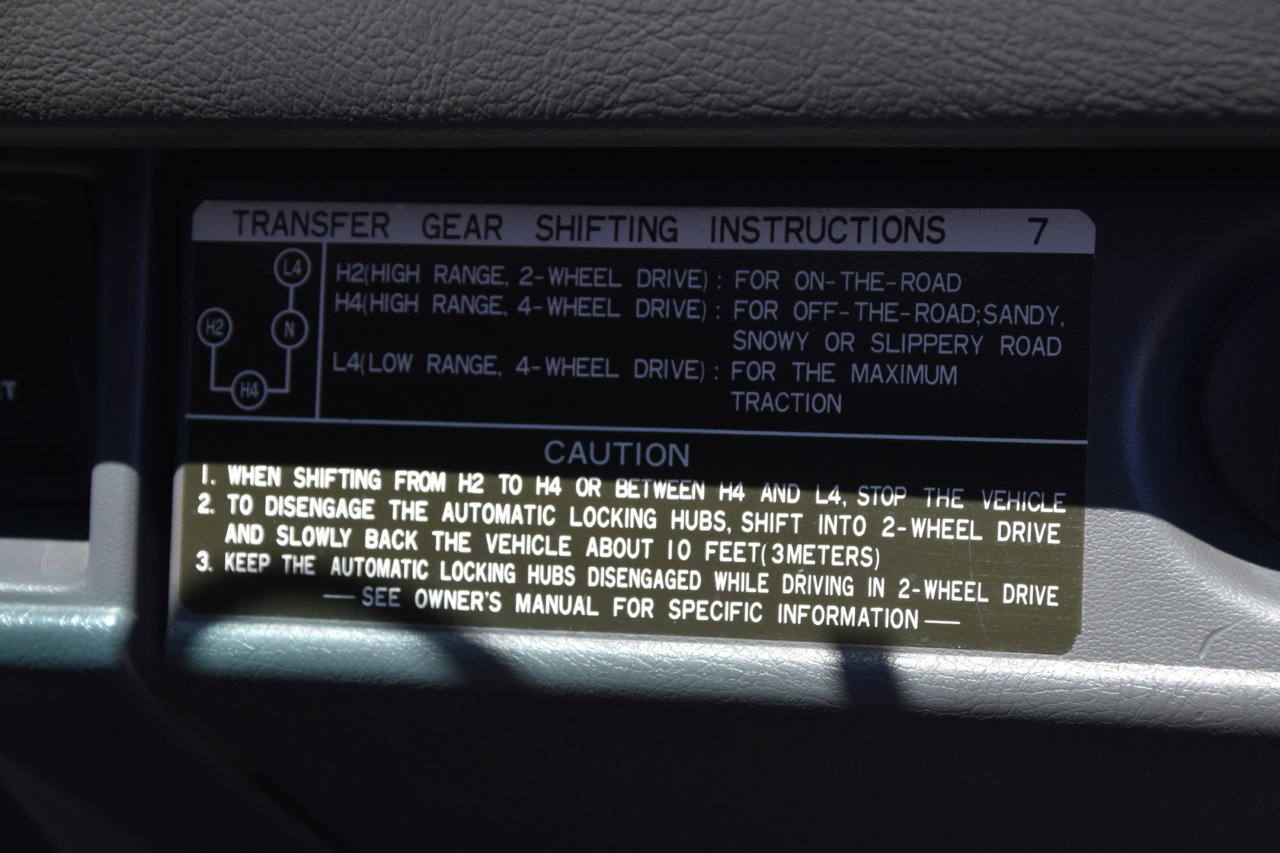 TRANSFER GEAR SHIFTING INSTRUCTIONS 7
L4
H2 N
H4
H2(HIGH RANGE, 2-WHEEL DRIVE) : FOR ON-THE-ROAD
H4(HIGH RANGE, 4-WHEEL DRIVE) : FOR OFF-THE-ROAD;SANDY,
SNOWY OR SLIPPERY ROAD
L4(LOW RANGE, 4-WHEEL DRIVE) : FOR THE MAXIMUM
TRACTION
CAUTION
1. WHEN SHIFTING FROM H2 TO H4 OR BETWEEN H4 AND L4, STOP THE VEHICLE
2. TO DISENGAGE THE AUTOMATIC LOCKING HUBS, SHIFT INTO 2-WHEEL DRIVE
AND SLOWLY BACK THE VEHICLE ABOUT 10 FEET(3METERS)
3. KEEP THE AUTOMATIC LOCKING HUBS DISENGAGED WHILE DRIVING IN 2-WHEEL DRIVE
— SEE OWNER'S MANUAL FOR SPECIFIC INFORMATION —